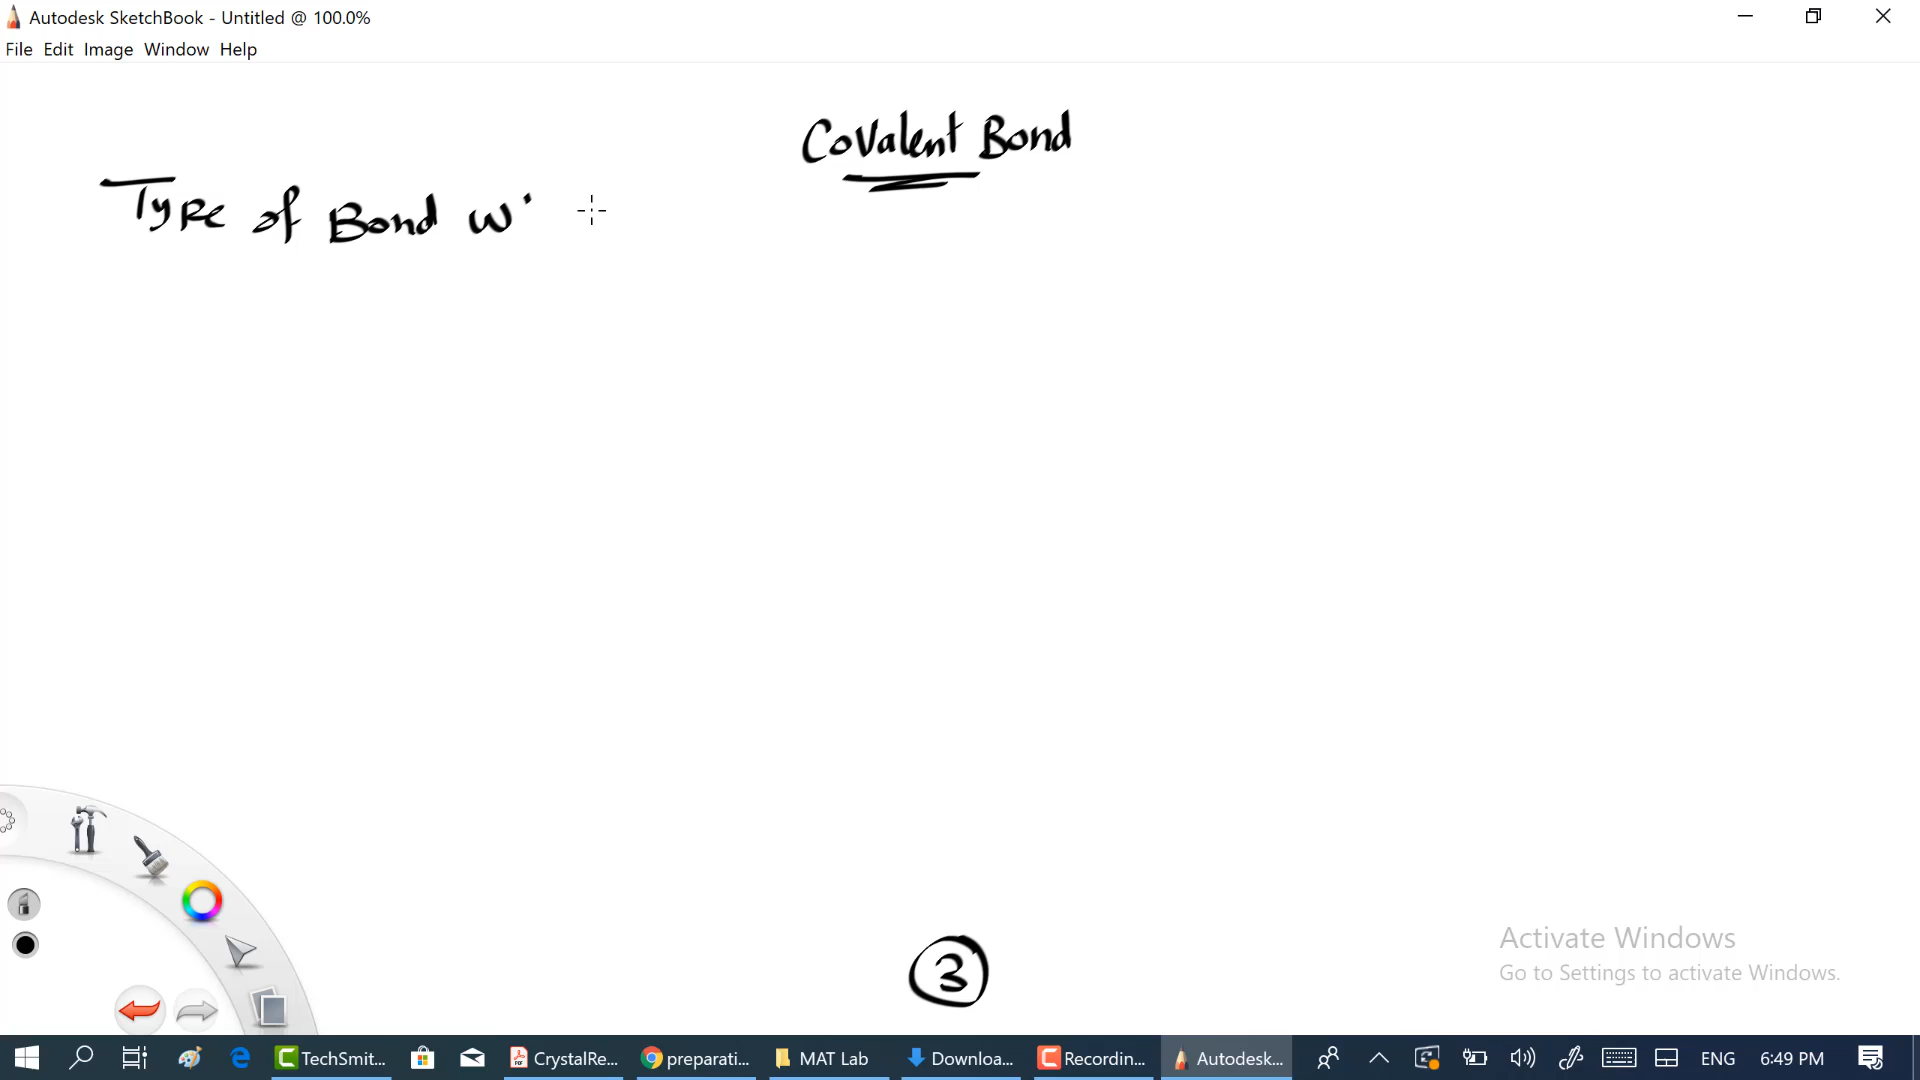 Autodesk SketchBook - Untitled @ 100.0%
File Edit Image Window Help
Covalent Bond
Type of Bond w'
3
Activate Windows
Go to Settings to activate Windows.
TechSmit... CrystalRe... preparati... MAT Lab Downloa... Recordin... Autodesk... ENG 6:49 PM